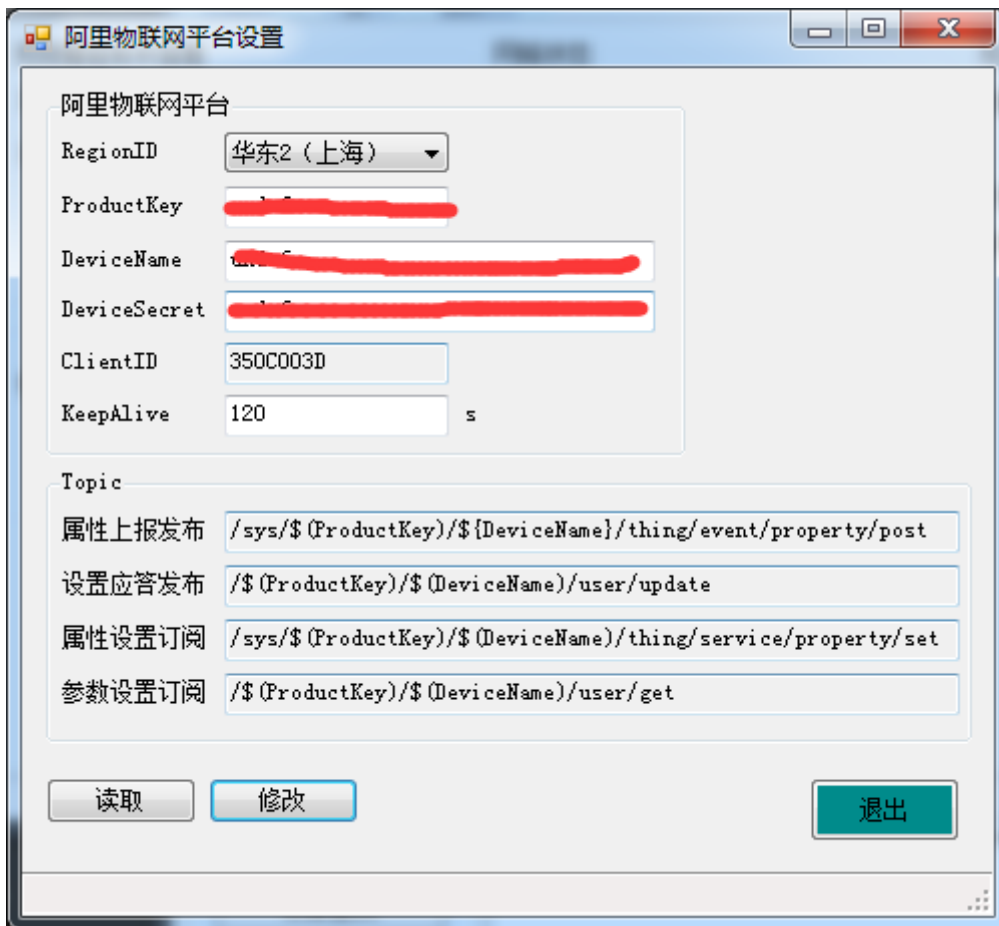 阿里物联网平台设置
阿里物联网平台
RegionID 华东2（上海）
ProductKey
DeviceName
DeviceSecret
ClientID 350C003D
KeepAlive 120 s
Topic
属性上报发布 /sys/$(ProductKey)/${DeviceName}/thing/event/property/post
设置应答发布 /$(ProductKey)/$(DeviceName)/user/update
属性设置订阅 /sys/$(ProductKey)/$(DeviceName)/thing/service/property/set
参数设置订阅 /$(ProductKey)/$(DeviceName)/user/get
读取 修改 退出